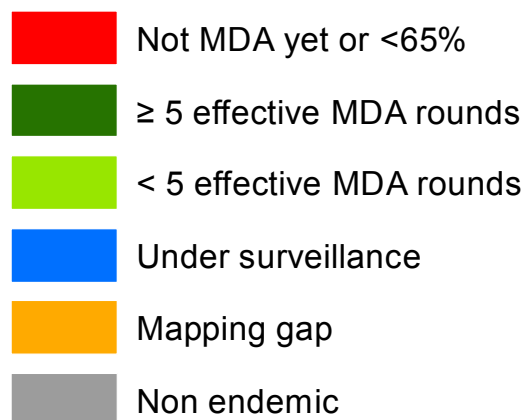 Not MDA yet or <65%
≥ 5 effective MDA rounds
< 5 effective MDA rounds
Under surveillance
Mapping gap
Non endemic